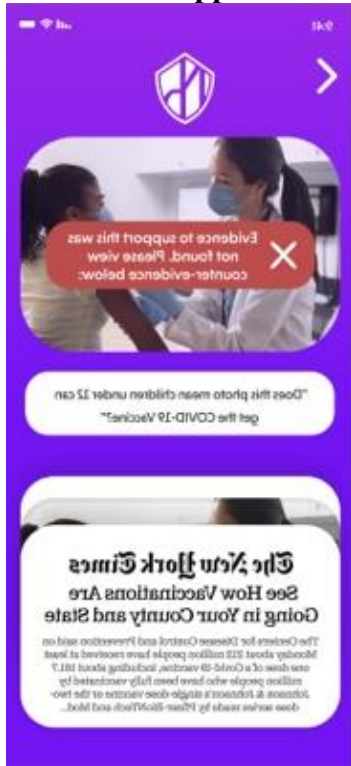 9:41
Evidence to support this was
not found. Please view
counter-evidence below:
"Does this photo mean children under 12 can
get the COVID-19 Vaccine?"
The New York Times
See How Vaccinations Are
Going in Your County and State
The Centers for Disease Control and Prevention said on
Monday about 212 million people have received at least
one dose of a Covid-19 vaccine, including about 181.7
million people who have been fully vaccinated by
Johnson & Johnson's single-dose vaccine or the two-
dose series made by Pfizer-BioNTech and Mod...